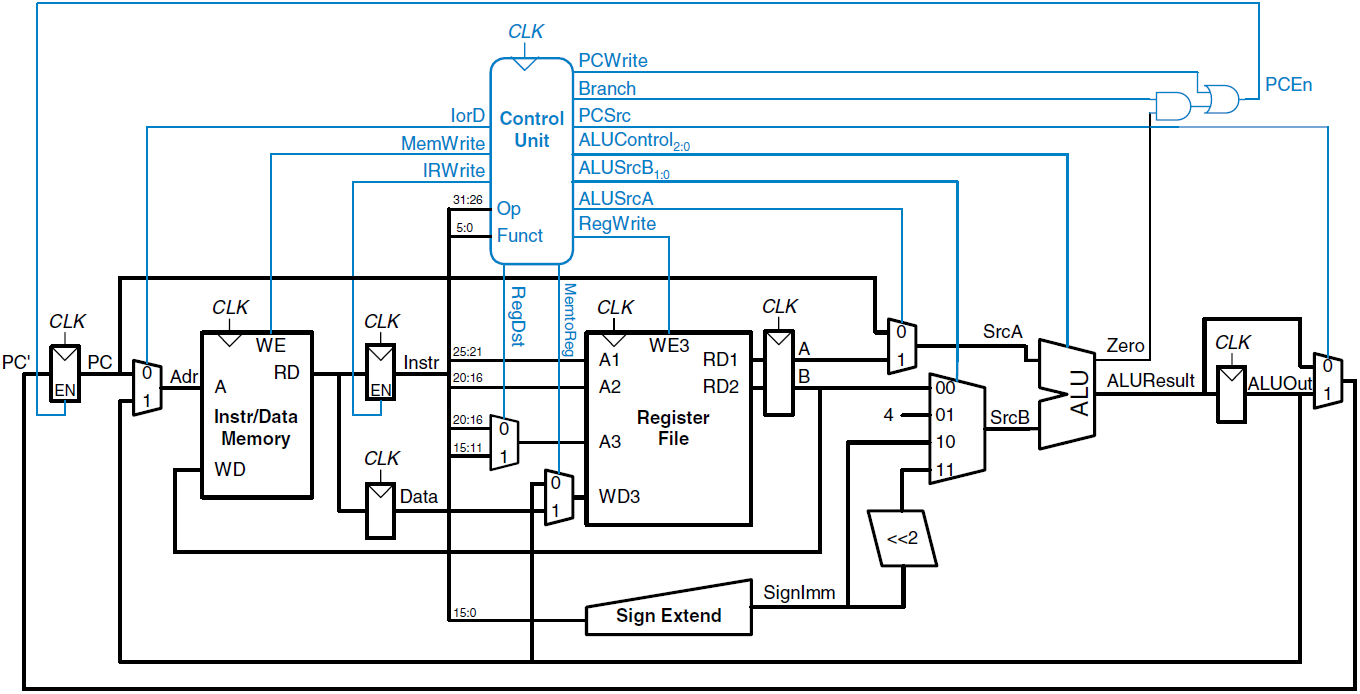 CLK
PCWrite
Branch
PCEn
IorD
Control
Unit
PCSrc
MemWrite
ALUControl2:0
IRWrite
ALUSrcB1:0
31:26
Op
ALUSrcA
5:0
Funct
RegWrite
RegDst
MemtoReg
CLK
CLK
CLK
CLK
CLK
CLK
PC'
EN
PC
0
1
Adr
WE
A
RD
Instr/Data
Memory
WD
EN
Instr
CLK
Data
25:21
20:16
20:16
15:11
0
1
0
1
WE3
A1
RD1
A2
RD2
Register
File
A3
WD3
A
B
0
1
SrcA
00
4
01
10
11
SrcB
<<2
ALU
Zero
ALUResult
ALUOut
0
1
15:0
Sign Extend
SignImm